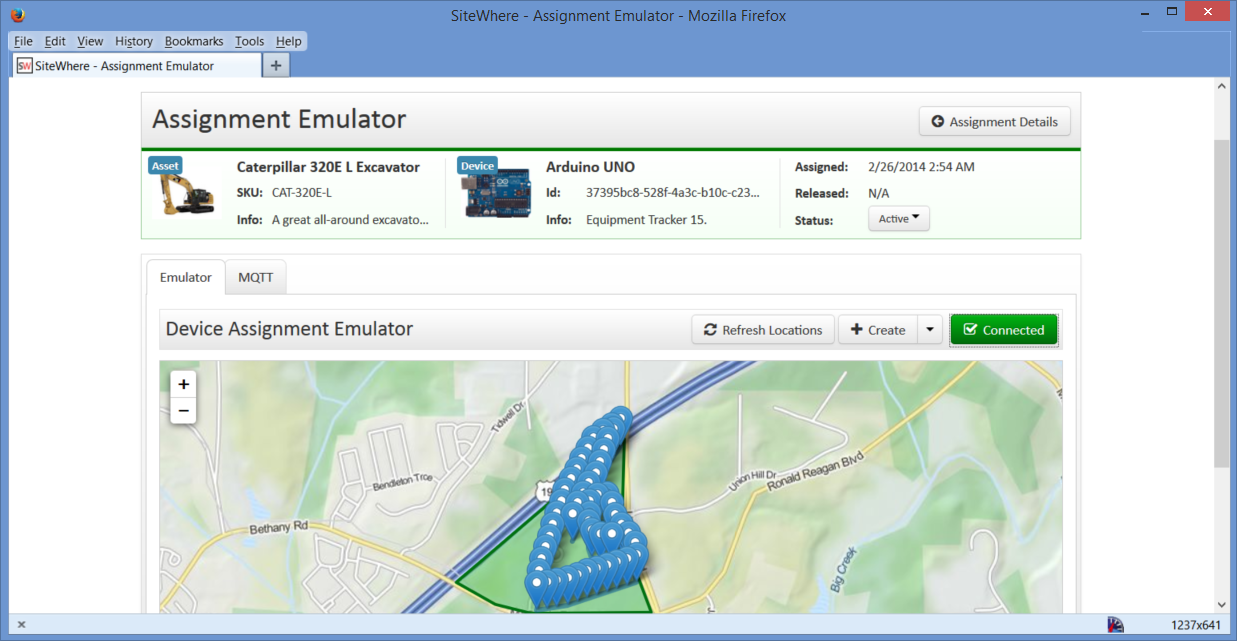 SiteWhere - Assignment Emulator - Mozilla Firefox
File Edit View History Bookmarks Tools Help
SW SiteWhere - Assignment Emulator +
Assignment Emulator
Assignment Details
Asset
Caterpillar 320E L Excavator
SKU: CAT-320E-L
Info: A great all-around excavato...
Device
Arduino UNO
Id: 37395bc8-528f-4a3c-b10c-c23...
Info: Equipment Tracker 15.
Assigned: 2/26/2014 2:54 AM
Released: N/A
Status: Active
Emulator MQTT
Device Assignment Emulator
Refresh Locations Create Connected
+
−
Tidwell Dr
Bendleton Trce
19
Union Hill Dr
Ronald Reagan Blvd
Bethany Rd
Big Creek
× 1237x641